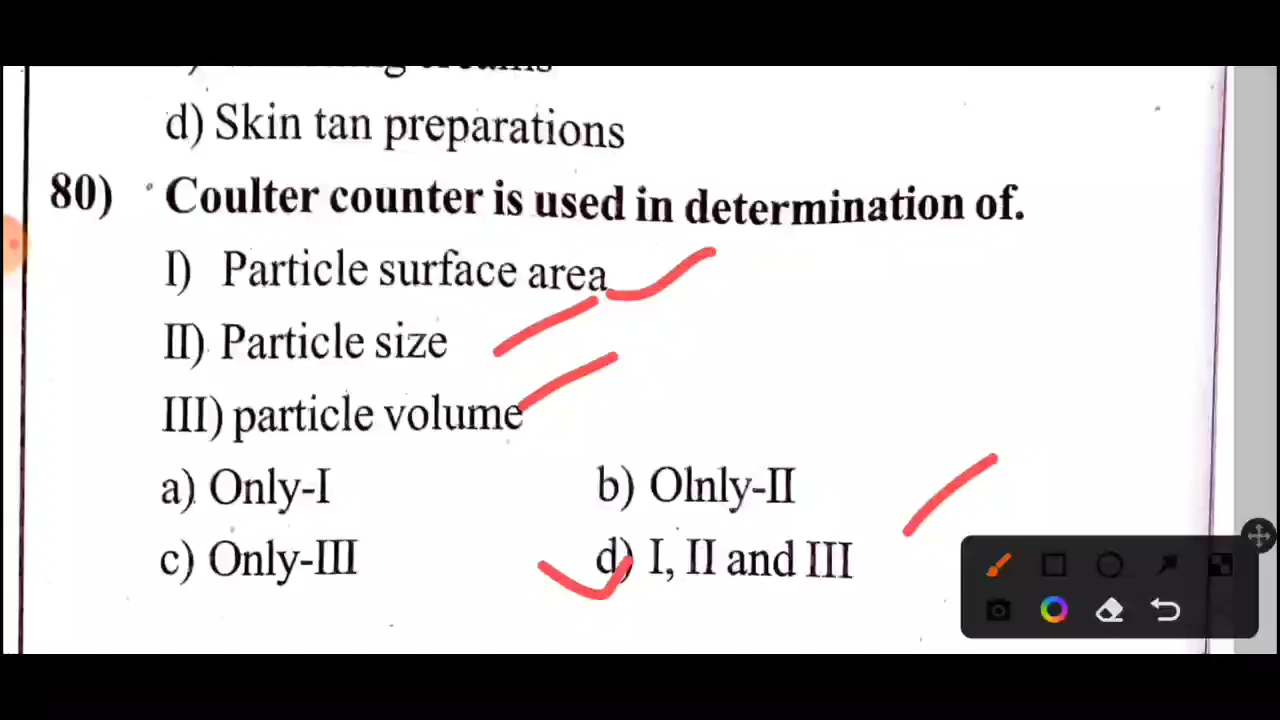 d) Skin tan preparations
80) Coulter counter is used in determination of.
I) Particle surface area
II) Particle size
III) particle volume
a) Only-I b) Olnly-II
c) Only-III d) I, II and III